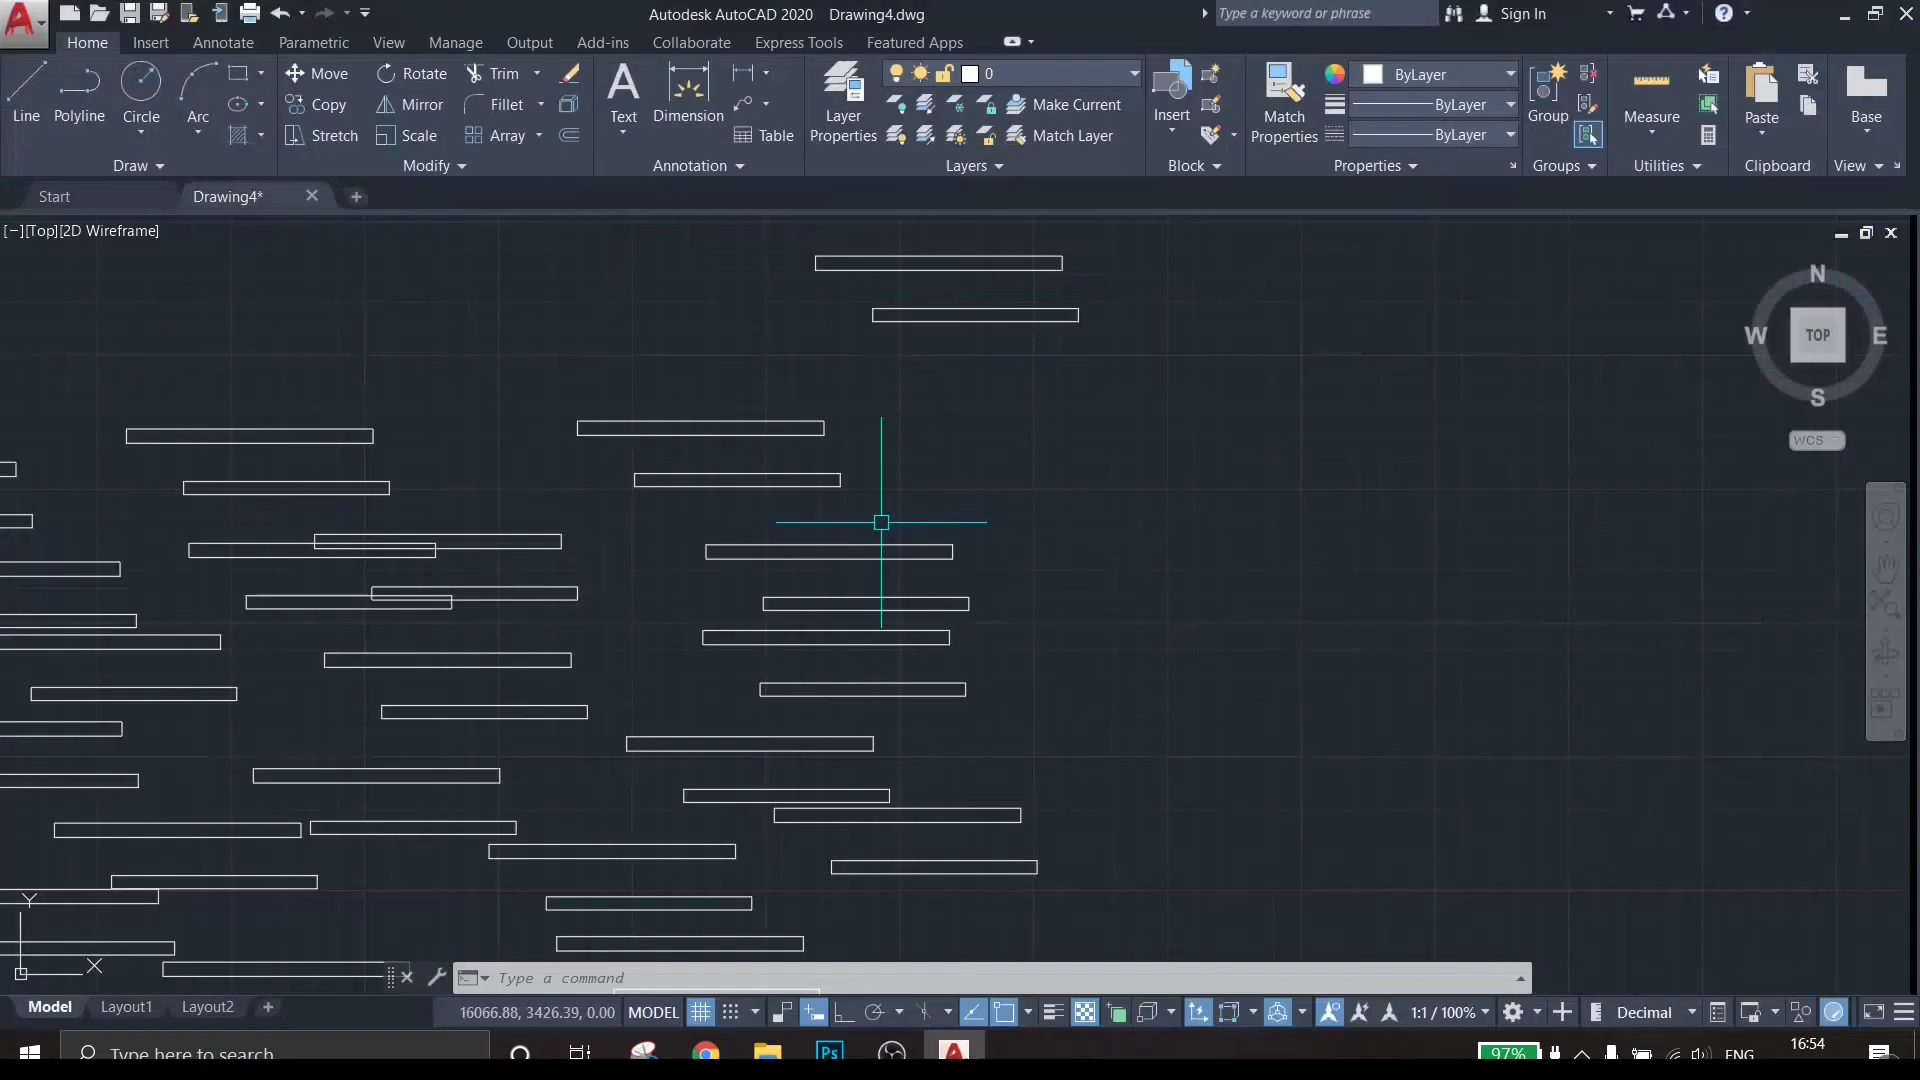 Autodesk AutoCAD 2020 Drawing4.dwg Type a keyword or phrase Sign In
Home Insert Annotate Parametric View Manage Output Add-ins Collaborate Express Tools Featured Apps
Line Polyline Circle Arc
Move Rotate Trim
Copy Mirror Fillet
Stretch Scale Array
Text Dimension Table
Layer Properties
0
Make Current
Match Layer
Insert
Match Properties
ByLayer
ByLayer
ByLayer
Group
Measure
Paste
Base
Draw Modify Annotation Layers Block Properties Groups Utilities Clipboard View
Start Drawing4*
[−][Top][2D Wireframe]
N
W TOP E
S
WCS
Y
X
Type a command
Model Layout1 Layout2 16066.88, 3426.39, 0.00 MODEL 1:1 / 100% Decimal
Type here to search Ps 97% ENG 16:54